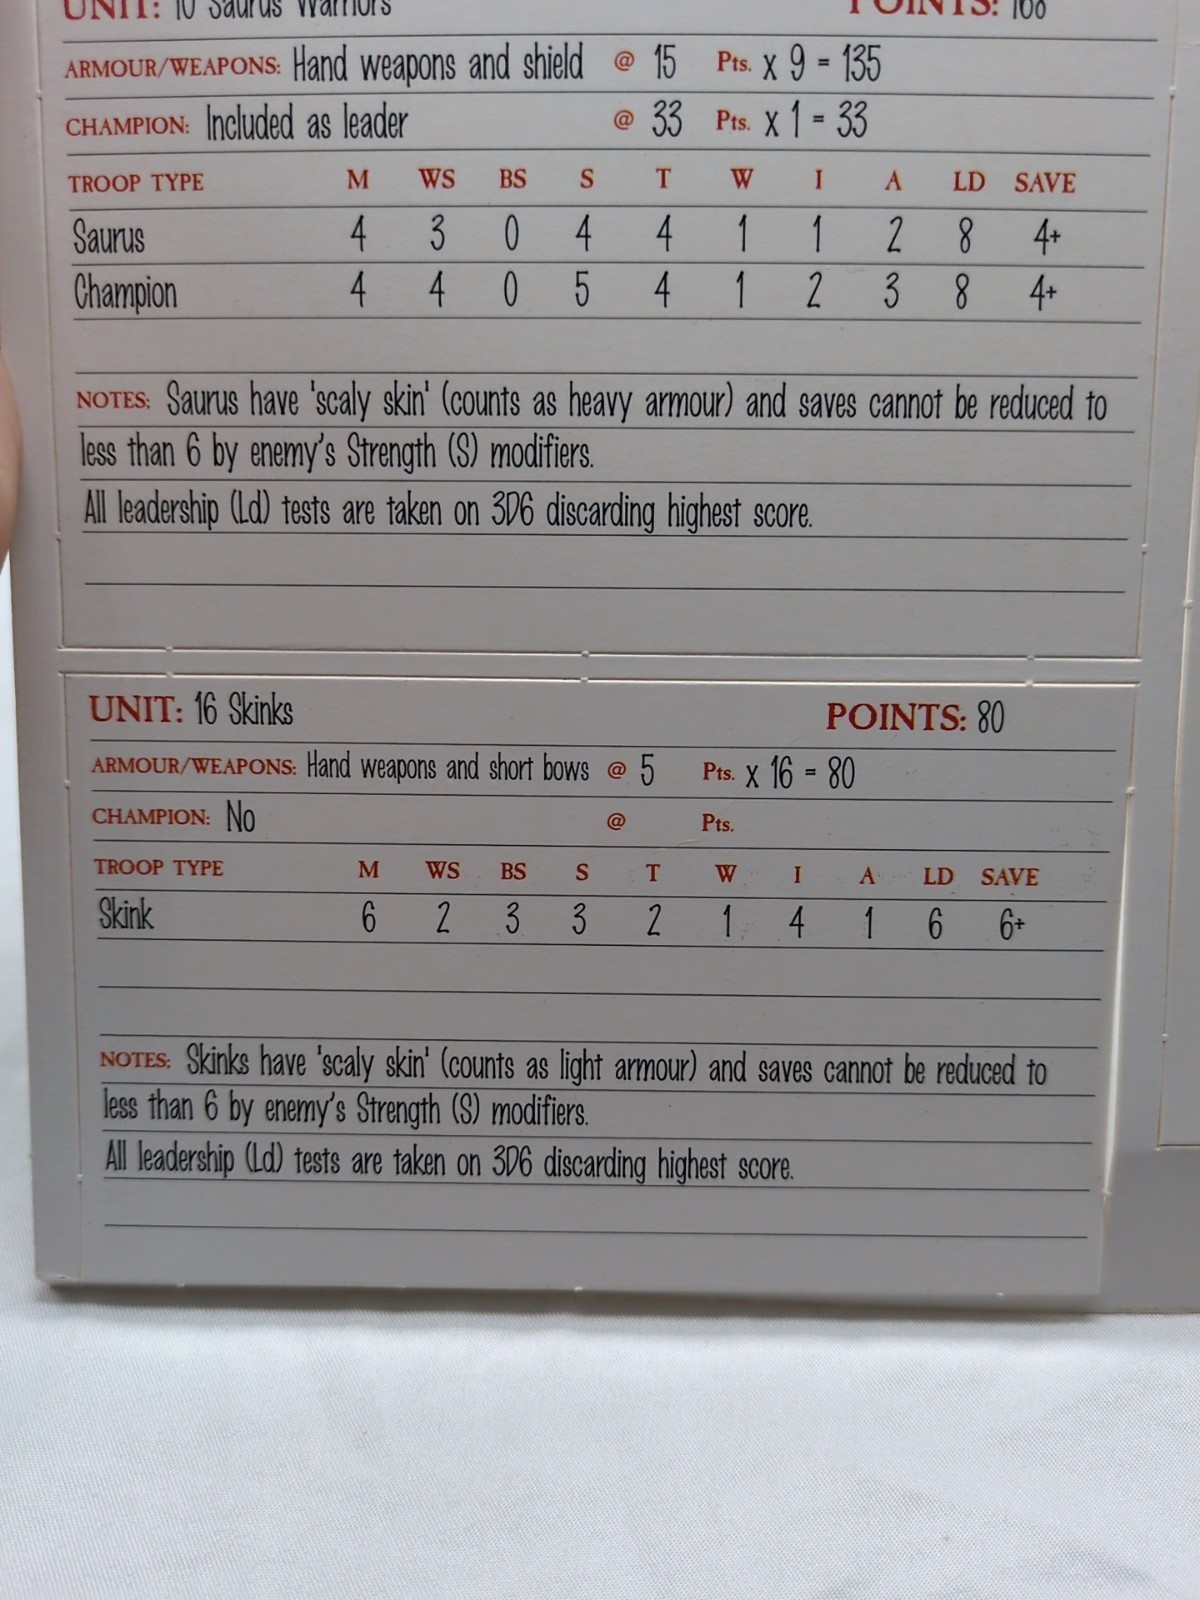 UNIT: 10 Saurus Warriors POINTS: 168
ARMOUR/WEAPONS: Hand weapons and shield @ 15 Pts. x 9 = 135
CHAMPION: Included as leader @ 33 Pts. x 1 = 33
TROOP TYPE M WS BS S T W I A LD SAVE
Saurus 4 3 0 4 4 1 1 2 8 4+
Champion 4 4 0 5 4 1 2 3 8 4+
NOTES: Saurus have 'scaly skin' (counts as heavy armour) and saves cannot be reduced to
less than 6 by enemy's Strength (S) modifiers.
All leadership (Ld) tests are taken on 3D6 discarding highest score.
UNIT: 16 Skinks POINTS: 80
ARMOUR/WEAPONS: Hand weapons and short bows @ 5 Pts. x 16 = 80
CHAMPION: No @ Pts.
TROOP TYPE M WS BS S T W I A LD SAVE
Skink 6 2 3 3 2 1 4 1 6 6+
NOTES: Skinks have 'scaly skin' (counts as light armour) and saves cannot be reduced to
less than 6 by enemy's Strength (S) modifiers.
All leadership (Ld) tests are taken on 3D6 discarding highest score.